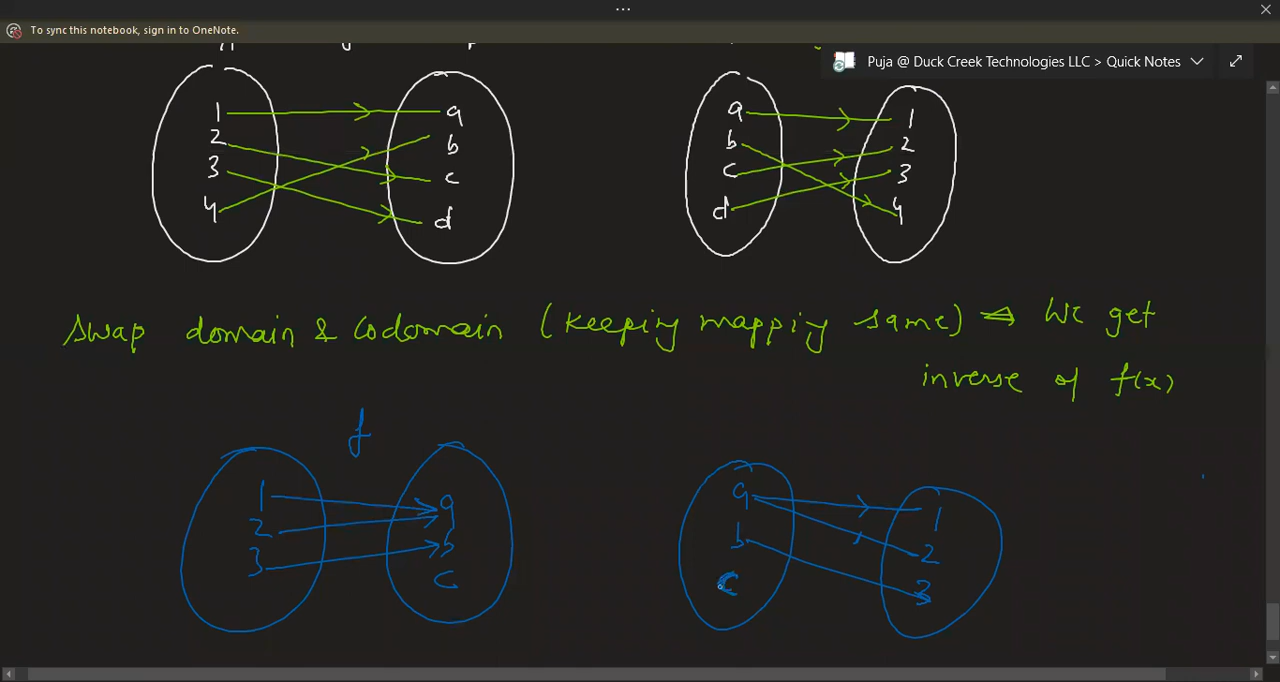 ...
To sync this notebook, sign in to OneNote.
Puja @ Duck Creek Technologies LLC > Quick Notes
1 a a 1
2 b b 2
3 c c 3
4 d d 4
Swap domain & Codomain (Keeping mapping same) ⇒ We get
inverse of f(x)
f
1 a a 1
2 b b 2
3 c c 3